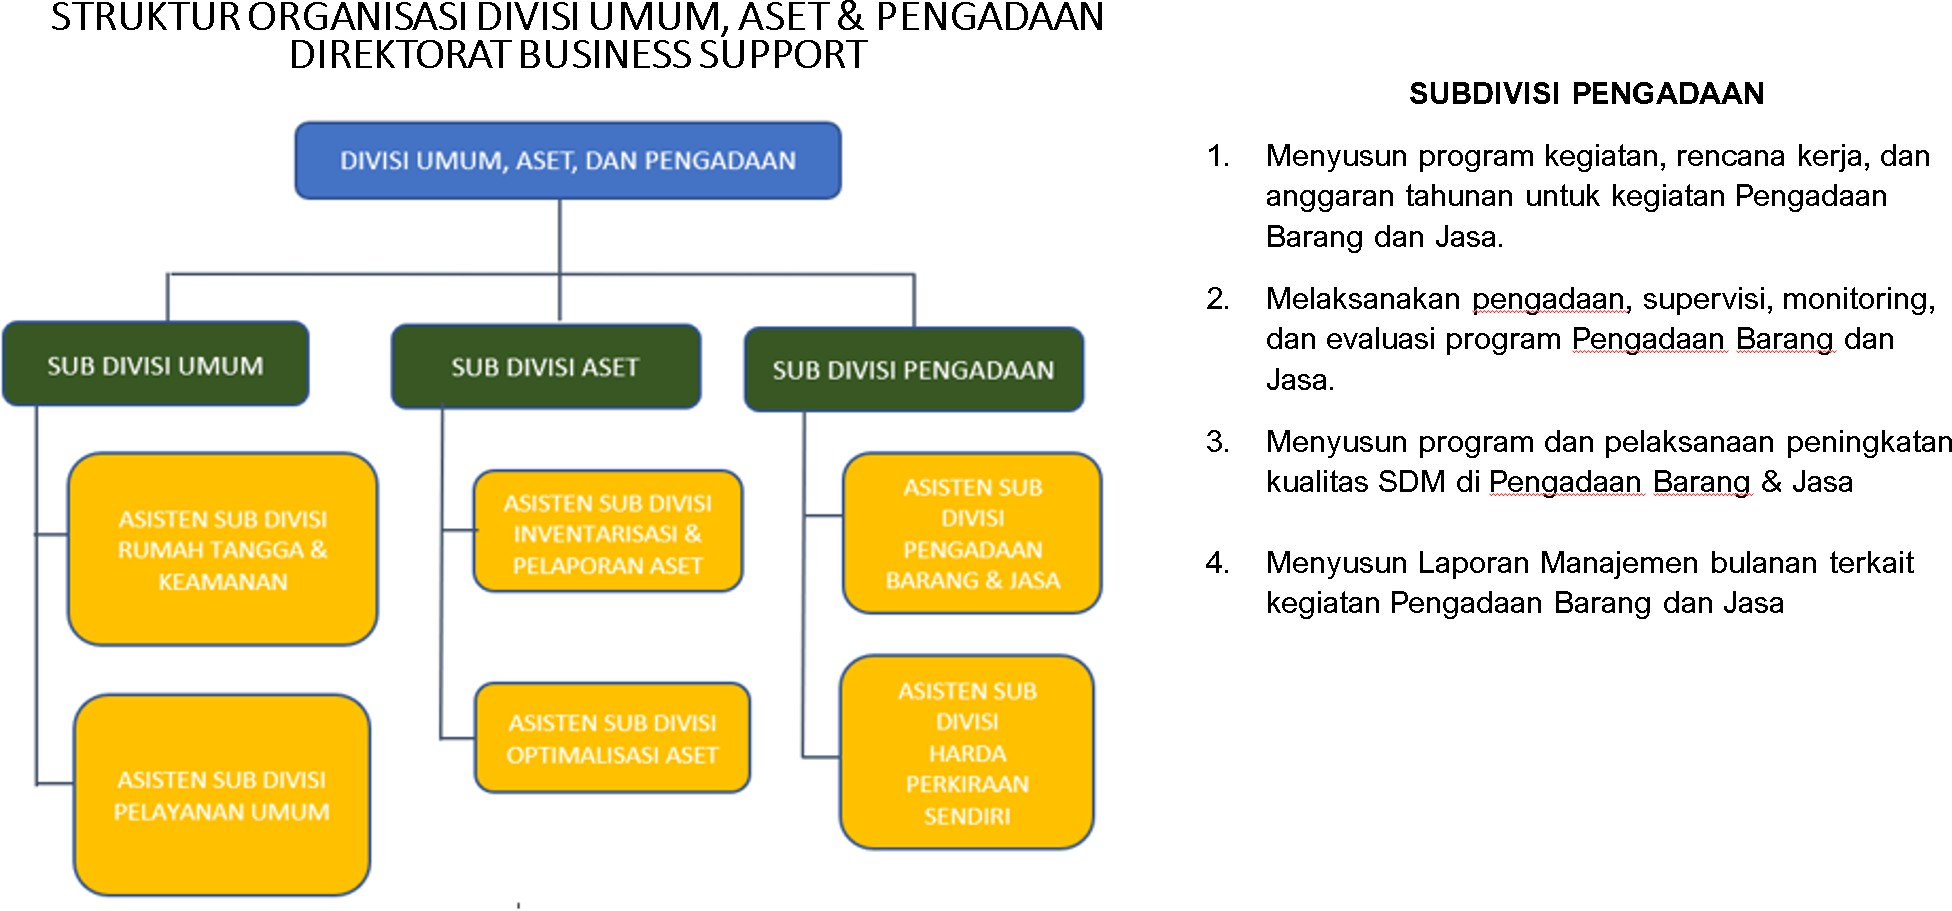 STRUKTUR ORGANISASI DIVISI UMUM, ASET & PENGADAAN
DIREKTORAT BUSINESS SUPPORT
DIVISI UMUM, ASET, DAN PENGADAAN
SUB DIVISI UMUM
ASISTEN SUB DIVISI
RUMAH TANGGA &
KEAMANAN
ASISTEN SUB DIVISI
PELAYANAN UMUM
SUB DIVISI ASET
ASISTEN SUB DIVISI
INVENTARISASI &
PELAPORAN ASET
ASISTEN SUB DIVISI
OPTIMALISASI ASET
SUB DIVISI PENGADAAN
ASISTEN SUB
DIVISI
PENGADAAN
BARANG & JASA
ASISTEN SUB
DIVISI
HARDA
PERKIRAAN
SENDIRI
SUBDIVISI PENGADAAN
1. Menyusun program kegiatan, rencana kerja, dan
anggaran tahunan untuk kegiatan Pengadaan
Barang dan Jasa.
2. Melaksanakan pengadaan, supervisi, monitoring,
dan evaluasi program Pengadaan Barang dan
Jasa.
3. Menyusun program dan pelaksanaan peningkatan
kualitas SDM di Pengadaan Barang & Jasa
4. Menyusun Laporan Manajemen bulanan terkait
kegiatan Pengadaan Barang dan Jasa